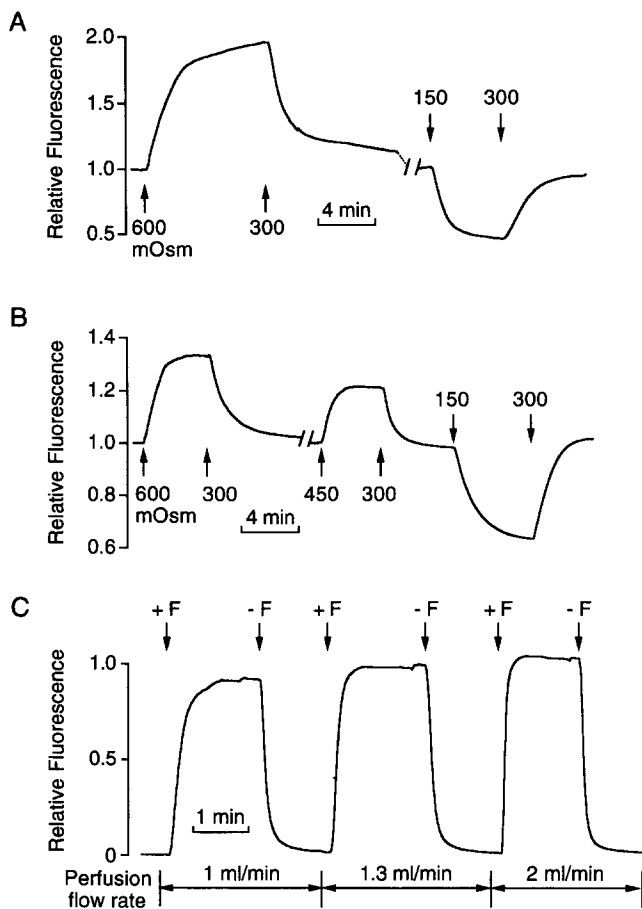 A
Relative Fluorescence
2.0
1.5
1.0
0.5
600
mOsm
300
4 min
150
300
B
Relative Fluorescence
1.4
1.2
1.0
0.8
0.6
600
mOsm
300
4 min
450
300
150
300
C
Relative Fluorescence
+ F
- F
+ F
- F
+ F
- F
1.0
0.5
0
1 min
Perfusion
flow rate
1 ml/min
1.3 ml/min
2 ml/min